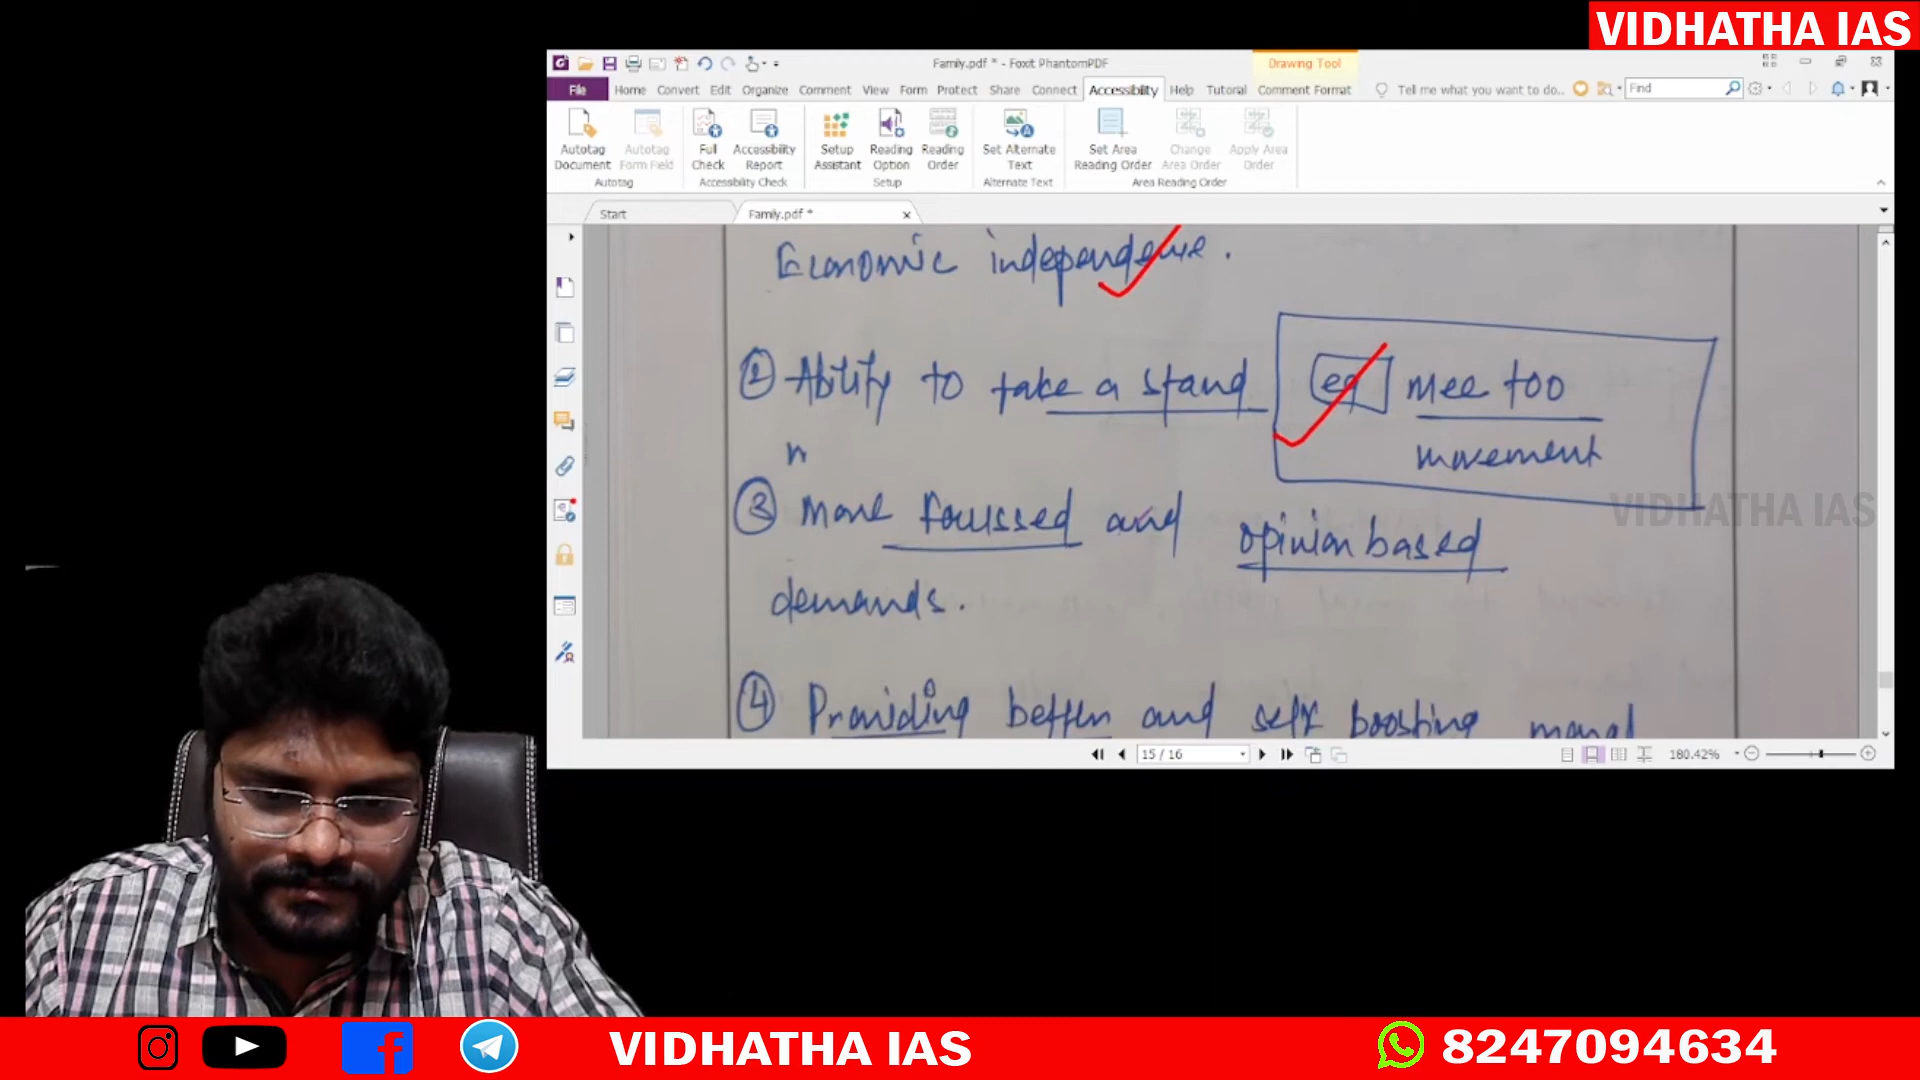 VIDHATHA IAS
Family.pdf * - Foxit PhantomPDF
Drawing Tool
File Home Convert Edit Organize Comment View Form Protect Share Connect Accessibility Help Tutorial Comment Format Tell me what you want to do.. Find
Autotag Document
Autotag Form Field
Full Check
Accessibility Report
Setup Assistant
Reading Option
Reading Order
Set Alternate Text
Set Area Reading Order
Change Area Order
Apply Area Order
Autotag Accessibility Check Setup Alternate Text Area Reading Order
Start Family.pdf *
Economic independence.
② Ability to take a stand
eg Mee too
movement
③ More focussed and opinion based
demands.
VIDHATHA IAS
④ Providing better and self boosting moral
15 / 16
180.42%
VIDHATHA IAS 8247094634